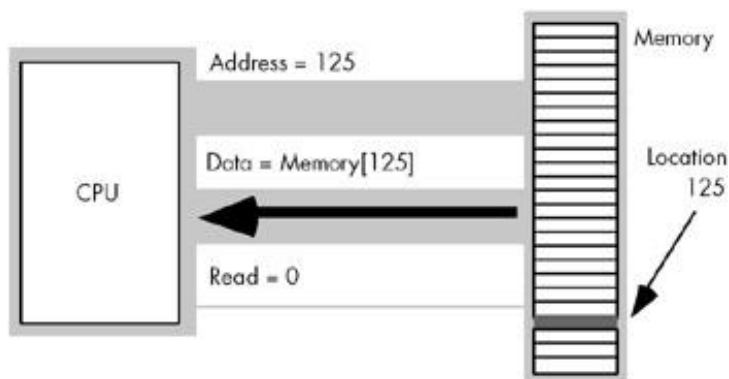 Address = 125
Memory
Data = Memory[125]
Location
125
CPU
Read = 0